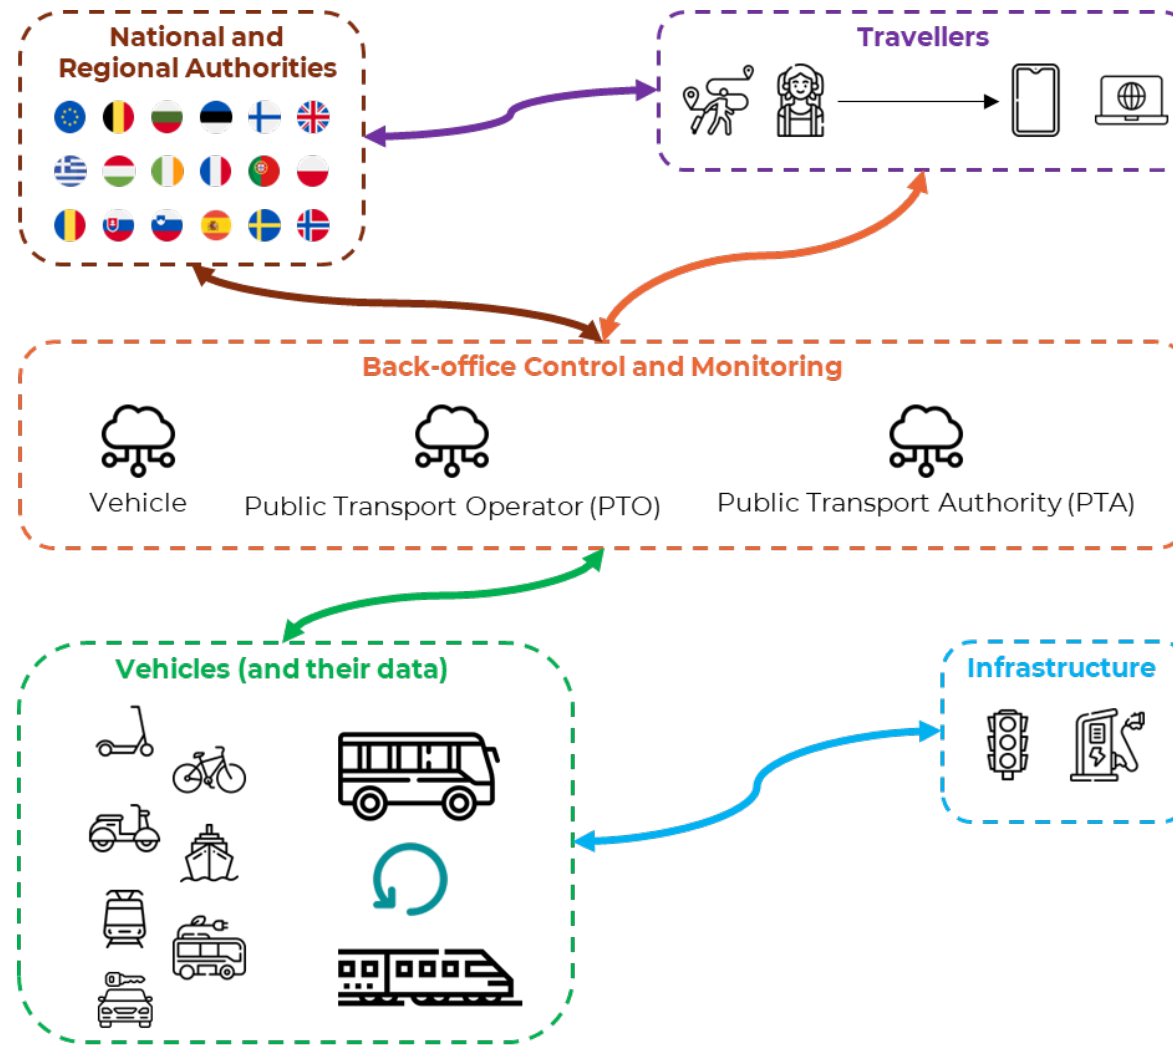 National and
Regional Authorities
Travellers
Back-office Control and Monitoring
Vehicle
Public Transport Operator (PTO)
Public Transport Authority (PTA)
Vehicles (and their data)
Infrastructure